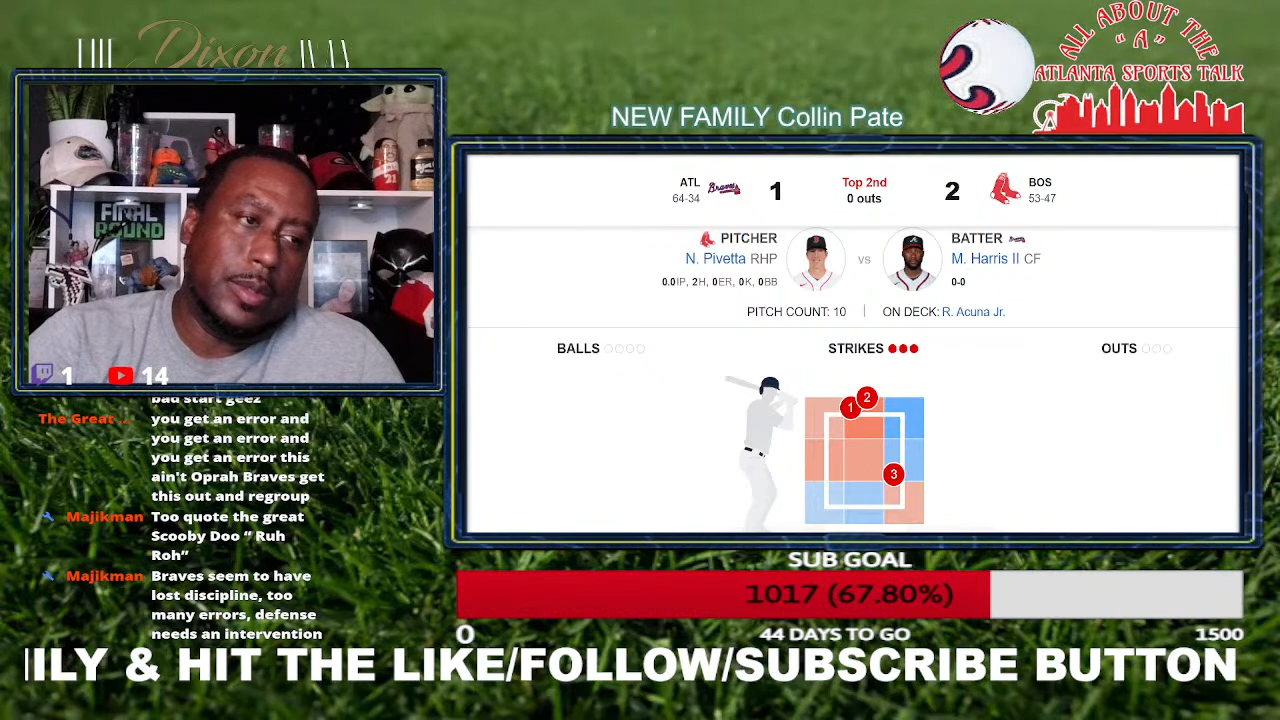 Dixon
ALL ABOUT THE
"A"
ATLANTA SPORTS TALK
NEW FAMILY Collin Pate
FINAL
ROUND
21
1 14
ATL Braves 1 Top 2nd 2 BOS
64-34 0 outs 53-47
PITCHER BATTER
N. Pivetta RHP vs M. Harris II CF
0.0IP, 2H, 0ER, 0K, 0BB 0-0
PITCH COUNT: 10 | ON DECK: R. Acuna Jr.
BALLS STRIKES OUTS
1 2
3
bad start geez
The Great ... you get an error and
you get an error and
you get an error this
ain't Oprah Braves get
this out and regroup
Majikman Too quote the great
Scooby Doo “ Ruh
Roh”
Majikman Braves seem to have
lost discipline, too
many errors, defense
needs an intervention
SUB GOAL
1017 (67.80%)
0 44 DAYS TO GO 1500
ILY & HIT THE LIKE/FOLLOW/SUBSCRIBE BUTTON